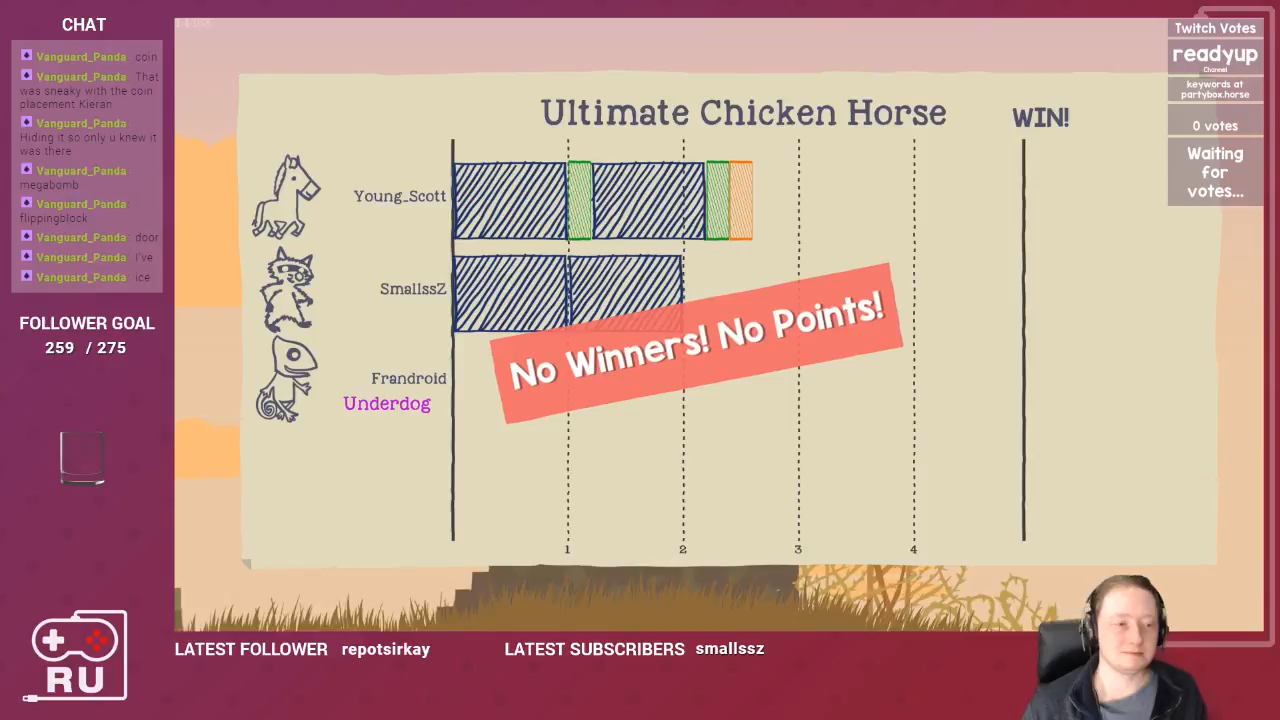 CHAT
Vanguard_Panda coin
Vanguard_Panda That
was sneaky with the coin
placement Kieran
Vanguard_Panda
Hiding it so only u knew it
was there
Vanguard_Panda
megabomb
Vanguard_Panda
flippingblock
Vanguard_Panda door
Vanguard_Panda I've
Vanguard_Panda ice
FOLLOWER GOAL
259 / 275
RU
Ultimate Chicken Horse
WIN!
Young_Scott
SmallssZ
Frandroid
Underdog
No Winners! No Points!
1 2 3 4
LATEST FOLLOWER repotsirkay
LATEST SUBSCRIBERS smallssz
Twitch Votes
readyup
Channel
keywords at
partybox.horse
0 votes
Waiting
for
votes...